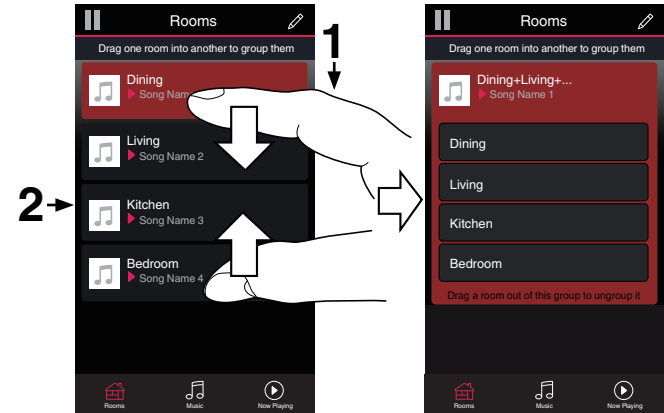 Rooms
Drag one room into another to group them
1
Dining
Song Nam
Living
Song Name 2
2
Kitchen
Song Name 3
Bedroom
Song Name 4
Rooms
Music
Now Playing
Rooms
Drag one room into another to group them
Dining+Living+...
Song Name 1
Dining
Living
Kitchen
Bedroom
Drag a room out of this group to ungroup it
Rooms
Music
Now Playing